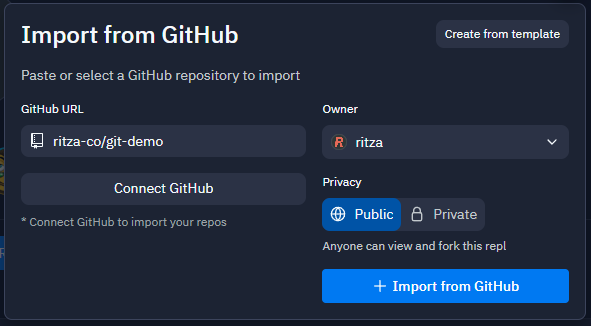 Import from GitHub
Create from template
Paste or select a GitHub repository to import
GitHub URL
ritza-co/git-demo
Connect GitHub
* Connect GitHub to import your repos
Owner
R ritza
Privacy
Public
Private
Anyone can view and fork this repl
+ Import from GitHub